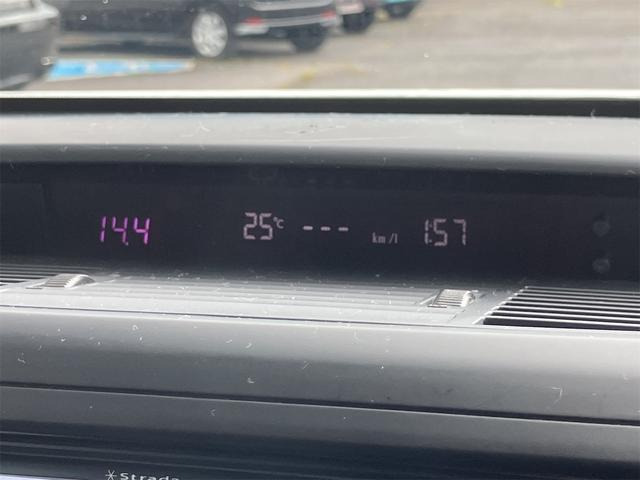 14.4 25℃ --- km/l 1:57
Strada